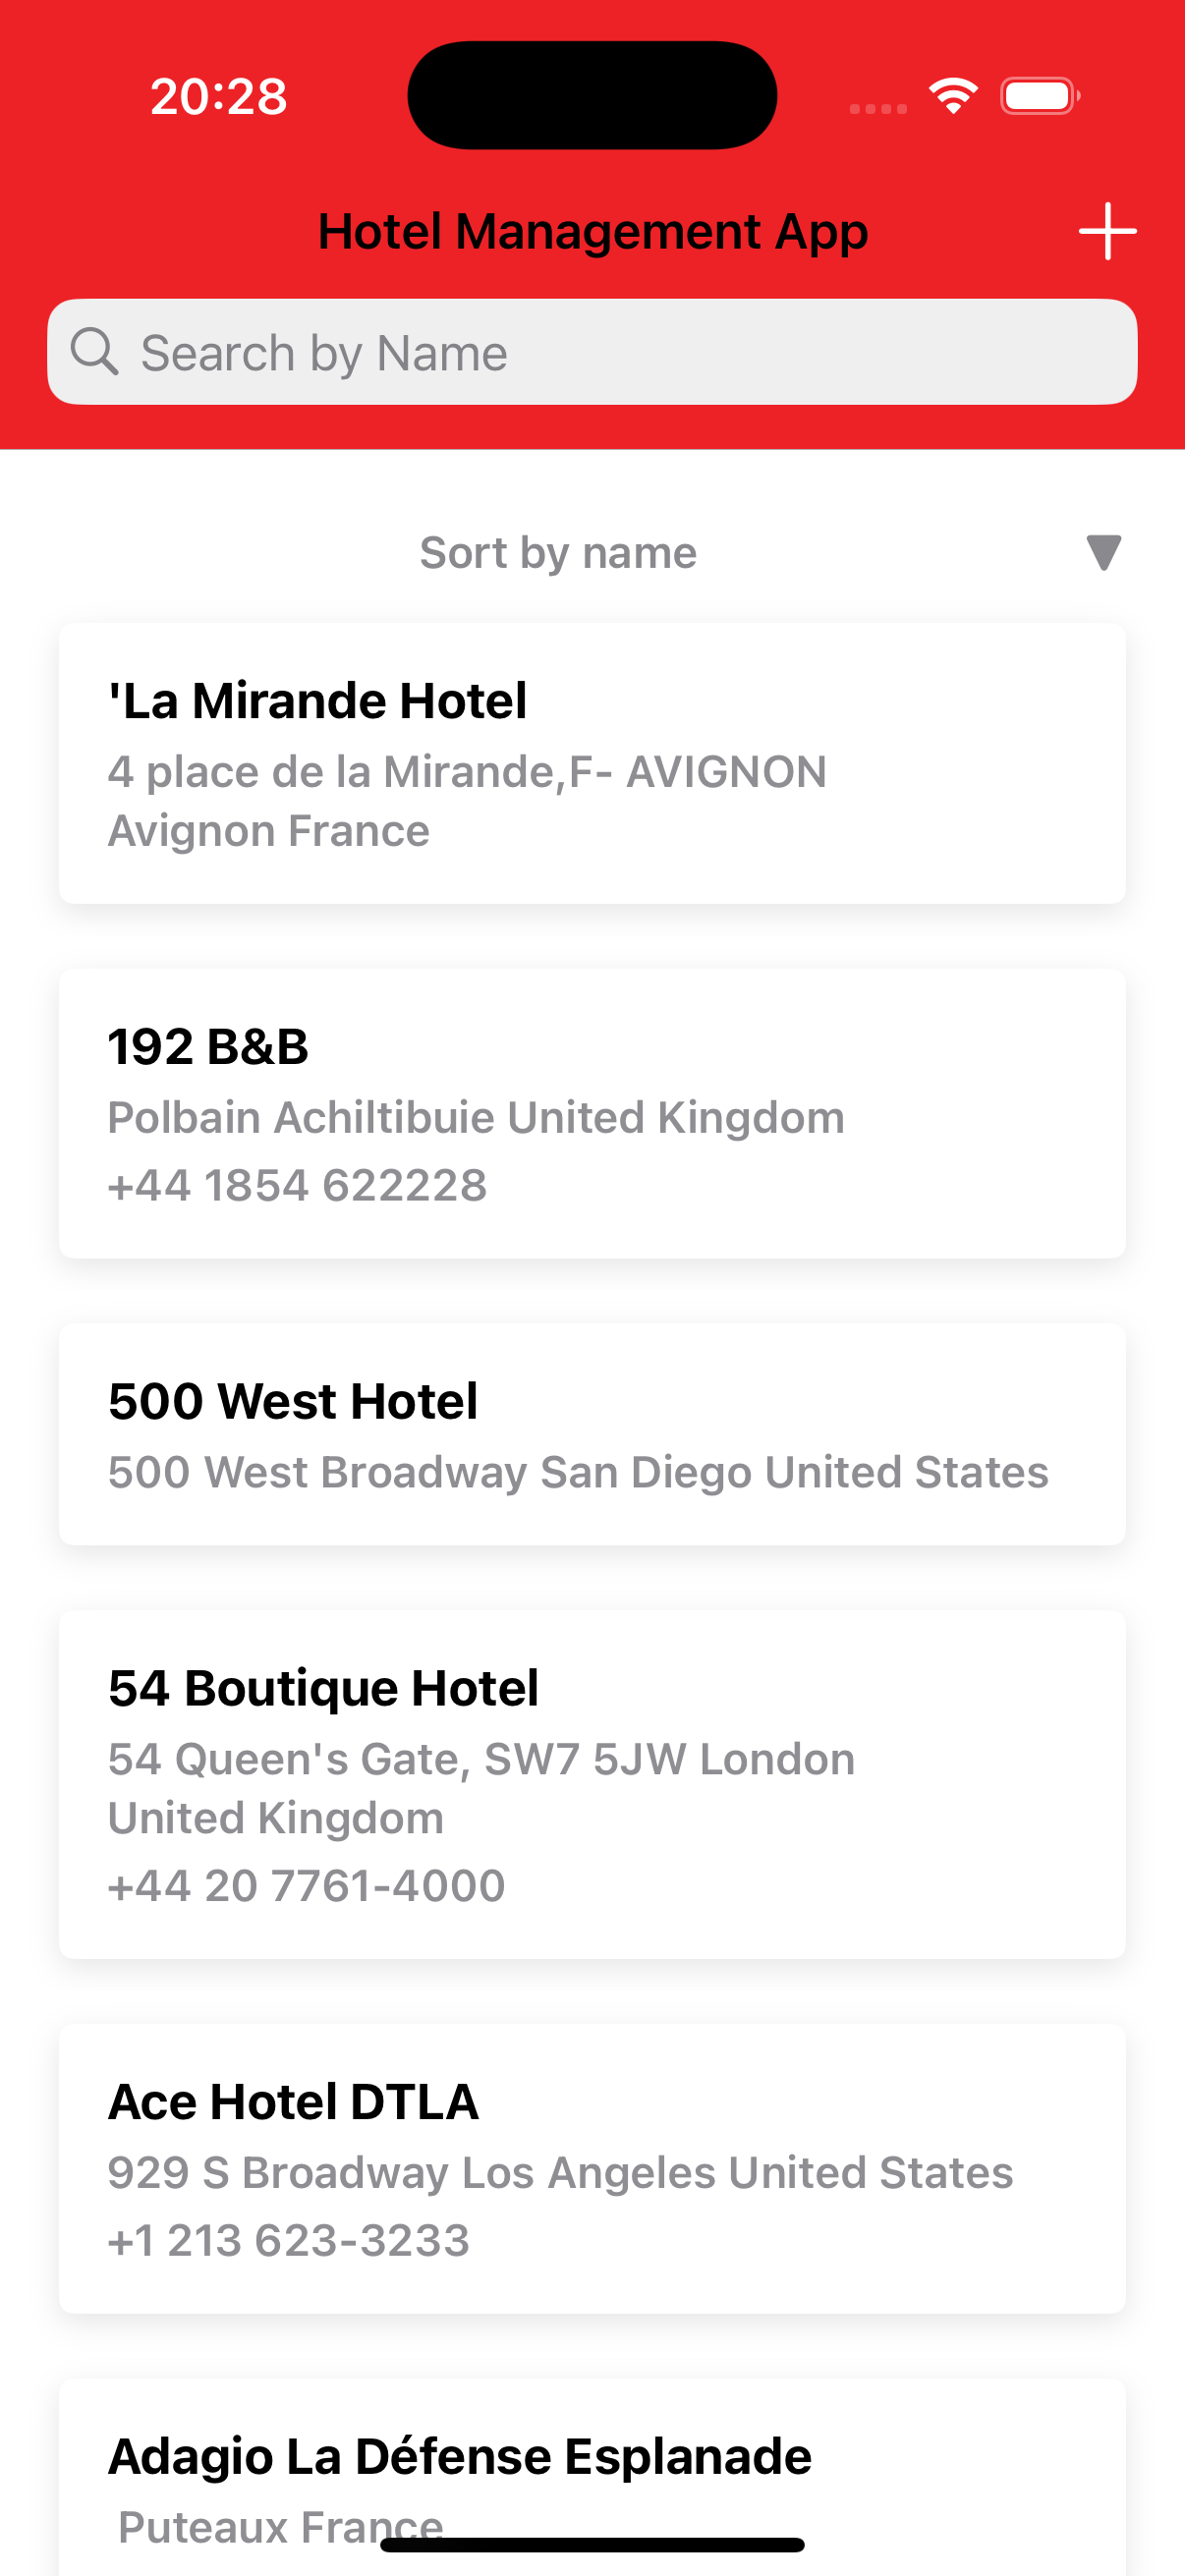 20:28
Hotel Management App
Search by Name
Sort by name
'La Mirande Hotel
4 place de la Mirande,F- AVIGNON
Avignon France
192 B&B
Polbain Achiltibuie United Kingdom
+44 1854 622228
500 West Hotel
500 West Broadway San Diego United States
54 Boutique Hotel
54 Queen's Gate, SW7 5JW London
United Kingdom
+44 20 7761-4000
Ace Hotel DTLA
929 S Broadway Los Angeles United States
+1 213 623-3233
Adagio La Défense Esplanade
Puteaux France